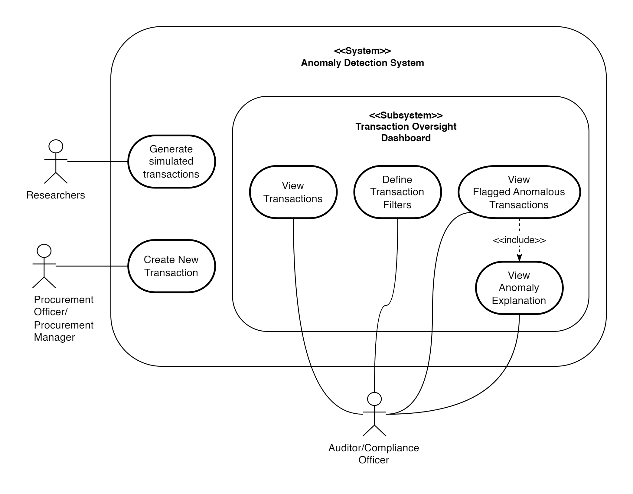 <<System>>
Anomaly Detection System
<<Subsystem>>
Transaction Oversight
Dashboard
Generate
simulated
transactions
Researchers
View
Transactions
Define
Transaction
Filters
View
Flagged Anomalous
Transactions
<<include>>
Create New
Transaction
View
Anomaly
Explanation
Procurement
Officer/
Procurement
Manager
Auditor/Compliance
Officer